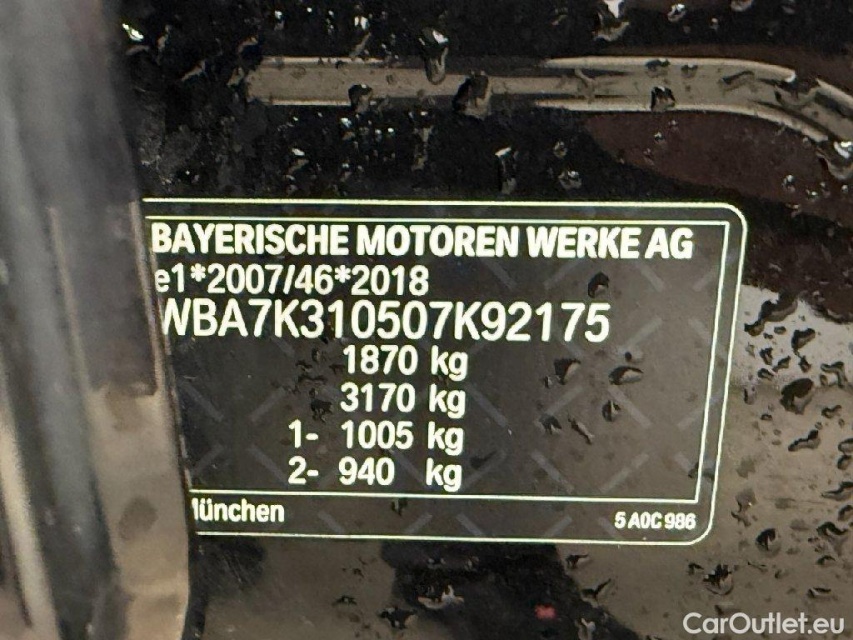 BAYERISCHE MOTOREN WERKE AG
e1*2007/46*2018
WBA7K310507K92175
1870 kg
3170 kg
1- 1005 kg
2- 940 kg
München
5 A0C 986
CarOutlet.eu